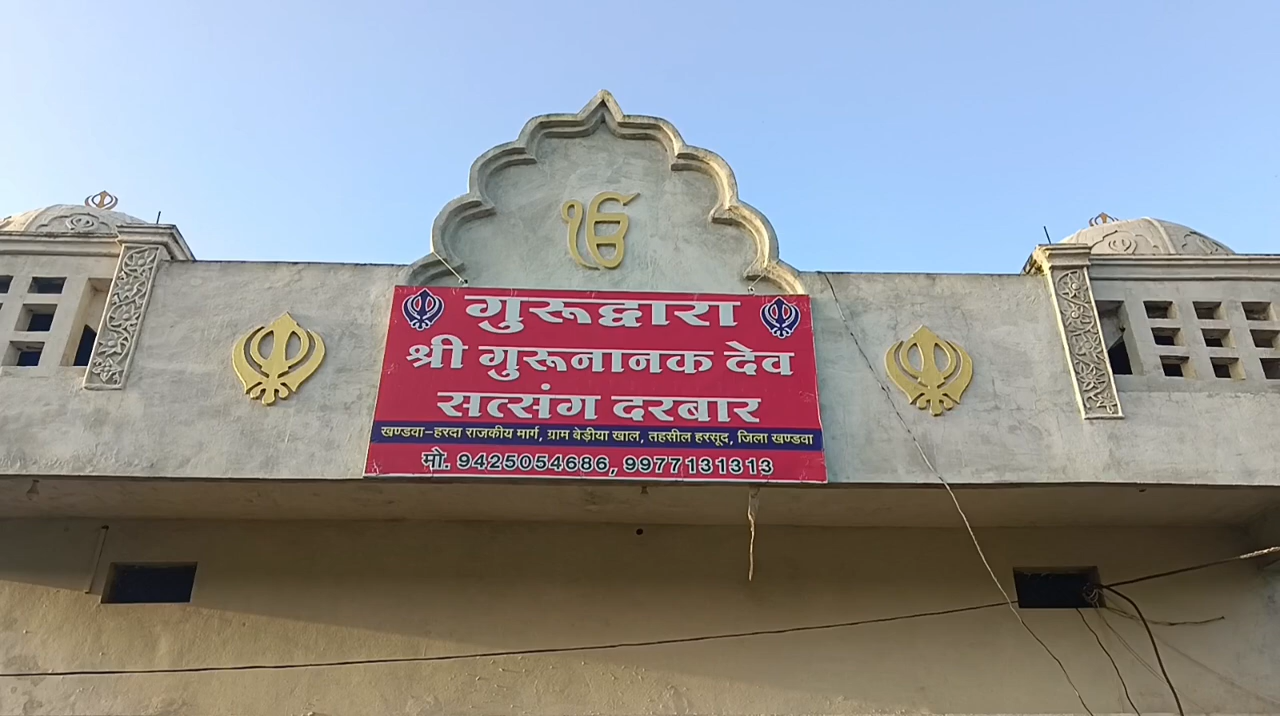 ੴ
गुरूद्वारा
श्री गुरूनानक देव
सत्संग दरबार
खण्डवा-हरदा राजकीय मार्ग, ग्राम बेड़ीया खाल, तहसील हरसूद, जिला खण्डवा
मो. 9425054686, 9977131313